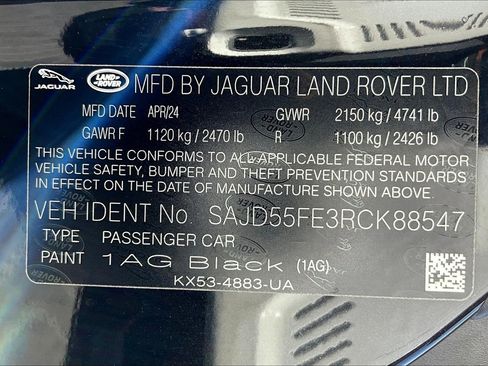 JAGUAR LAND ROVER MFD BY JAGUAR LAND ROVER LTD
MFD DATE APR/24 GVWR 2150 kg / 4741 lb
GAWR F 1120 kg / 2470 lb R 1100 kg / 2426 lb
THIS VEHICLE CONFORMS TO ALL APPLICABLE FEDERAL MOTOR
VEHICLE SAFETY, BUMPER AND THEFT PREVENTION STANDARDS
IN EFFECT ON THE DATE OF MANUFACTURE SHOWN ABOVE.
VEH IDENT No. SAJD55FE3RCK88547
TYPE PASSENGER CAR
PAINT 1AG Black (1AG)
KX53-4883-UA